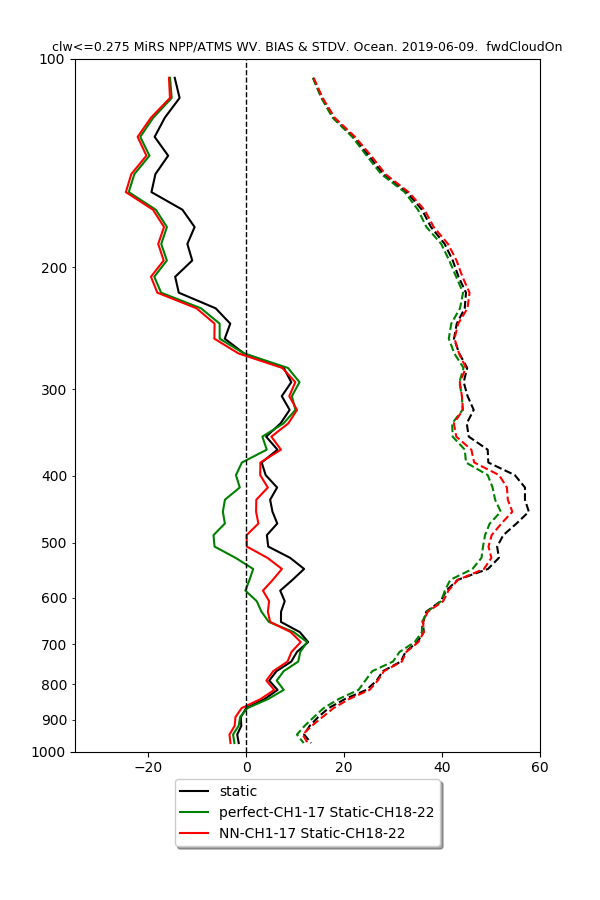 clw<=0.275 MiRS NPP/ATMS WV. BIAS & STDV. Ocean. 2019-06-09.  fwdCloudOn
100
200
300
400
500
600
700
800
900
1000
−20 0 20 40 60
static
perfect-CH1-17 Static-CH18-22
NN-CH1-17 Static-CH18-22